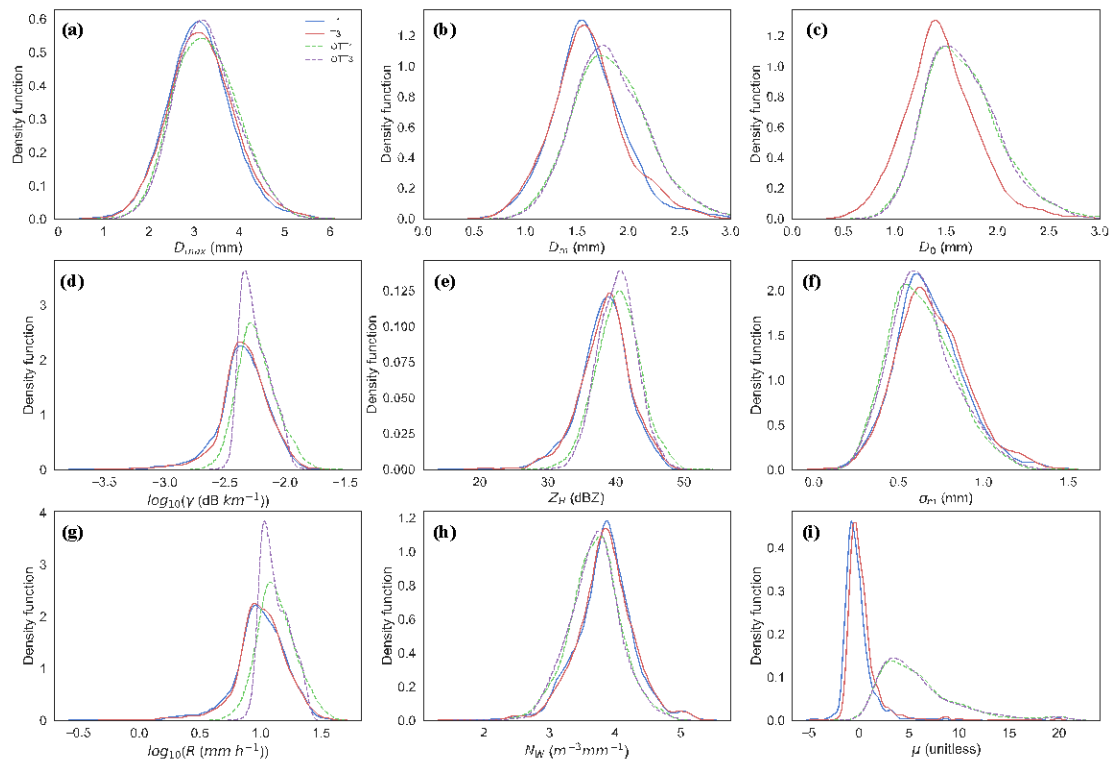 (a)
Density function
0.6
0.5
0.4
0.3
0.2
0.1
0.0
0 1 2 3 4 5 6
D_max (mm)
T3
(b)
Density function
1.2
1.0
0.8
0.6
0.4
0.2
0.0
0.0 0.5 1.0 1.5 2.0 2.5 3.0
D_m (mm)
(c)
Density function
1.2
1.0
0.8
0.6
0.4
0.2
0.0
0.0 0.5 1.0 1.5 2.0 2.5 3.0
D_0 (mm)
(d)
Density function
3
2
1
0
-3.5 -3.0 -2.5 -2.0 -1.5
log_10(γ (dB km^-1))
(e)
Density function
0.125
0.100
0.075
0.050
0.025
0.000
20 30 40 50
Z_H (dBZ)
(f)
Density function
2.0
1.5
1.0
0.5
0.0
0.0 0.5 1.0 1.5
σ_m (mm)
(g)
Density function
4
3
2
1
0
-0.5 0.0 0.5 1.0 1.5
log_10(R (mm h^-1))
(h)
Density function
1.2
1.0
0.8
0.6
0.4
0.2
0.0
2 3 4 5
N_W (m^-3mm^-1)
(i)
Density function
0.4
0.3
0.2
0.1
0.0
-5 0 5 10 15 20
μ (unitless)